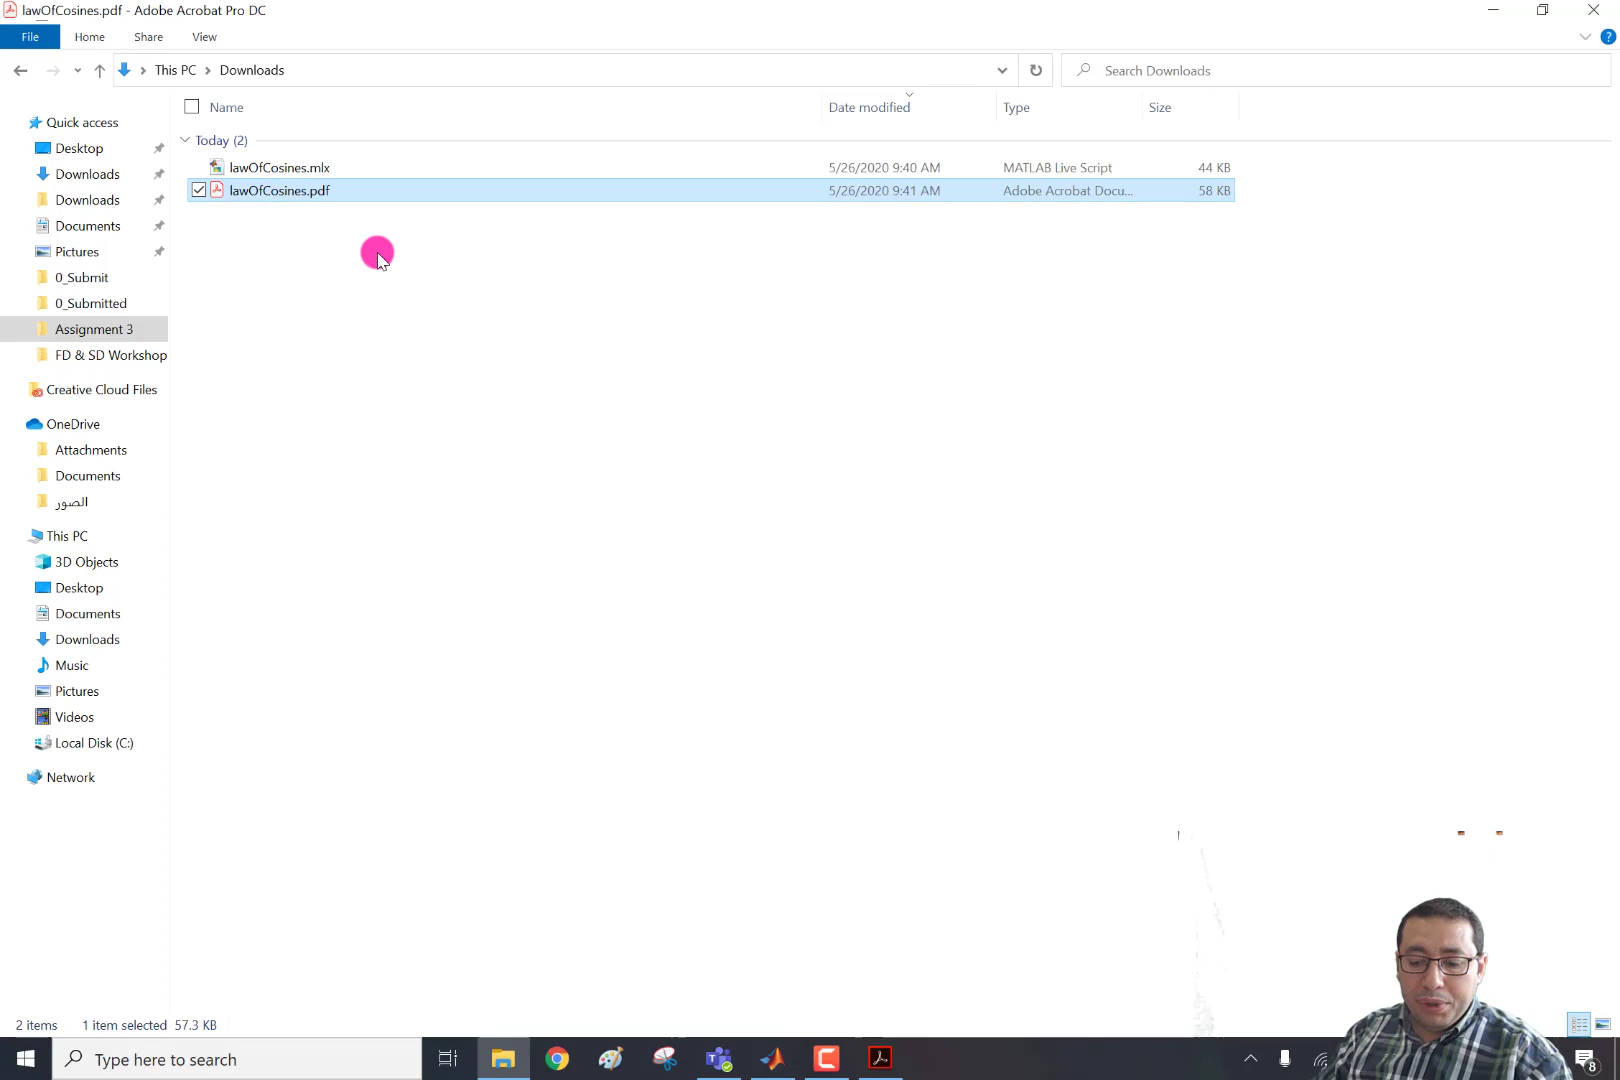 lawOfCosines.pdf - Adobe Acrobat Pro DC
File Home Share View
This PC Downloads
Search Downloads
Name Date modified Type Size
Today (2)
lawOfCosines.mlx 5/26/2020 9:40 AM MATLAB Live Script 44 KB
lawOfCosines.pdf 5/26/2020 9:41 AM Adobe Acrobat Docu... 58 KB
Quick access
Desktop
Downloads
Downloads
Documents
Pictures
0_Submit
0_Submitted
Assignment 3
FD & SD Workshop
Creative Cloud Files
OneDrive
Attachments
Documents
الصور
This PC
3D Objects
Desktop
Documents
Downloads
Music
Pictures
Videos
Local Disk (C:)
Network
2 items 1 item selected 57.3 KB
Type here to search
8